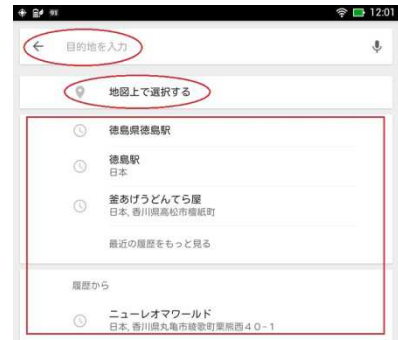 12:01
目的地を入力
地図上で選択する
徳島県徳島駅
徳島駅
日本
釜あげうどんてら屋
日本, 香川県高松市檀紙町
最近の履歴をもっと見る
履歴から
ニューレオマワールド
日本, 香川県丸亀市綾歌町栗熊西40-1